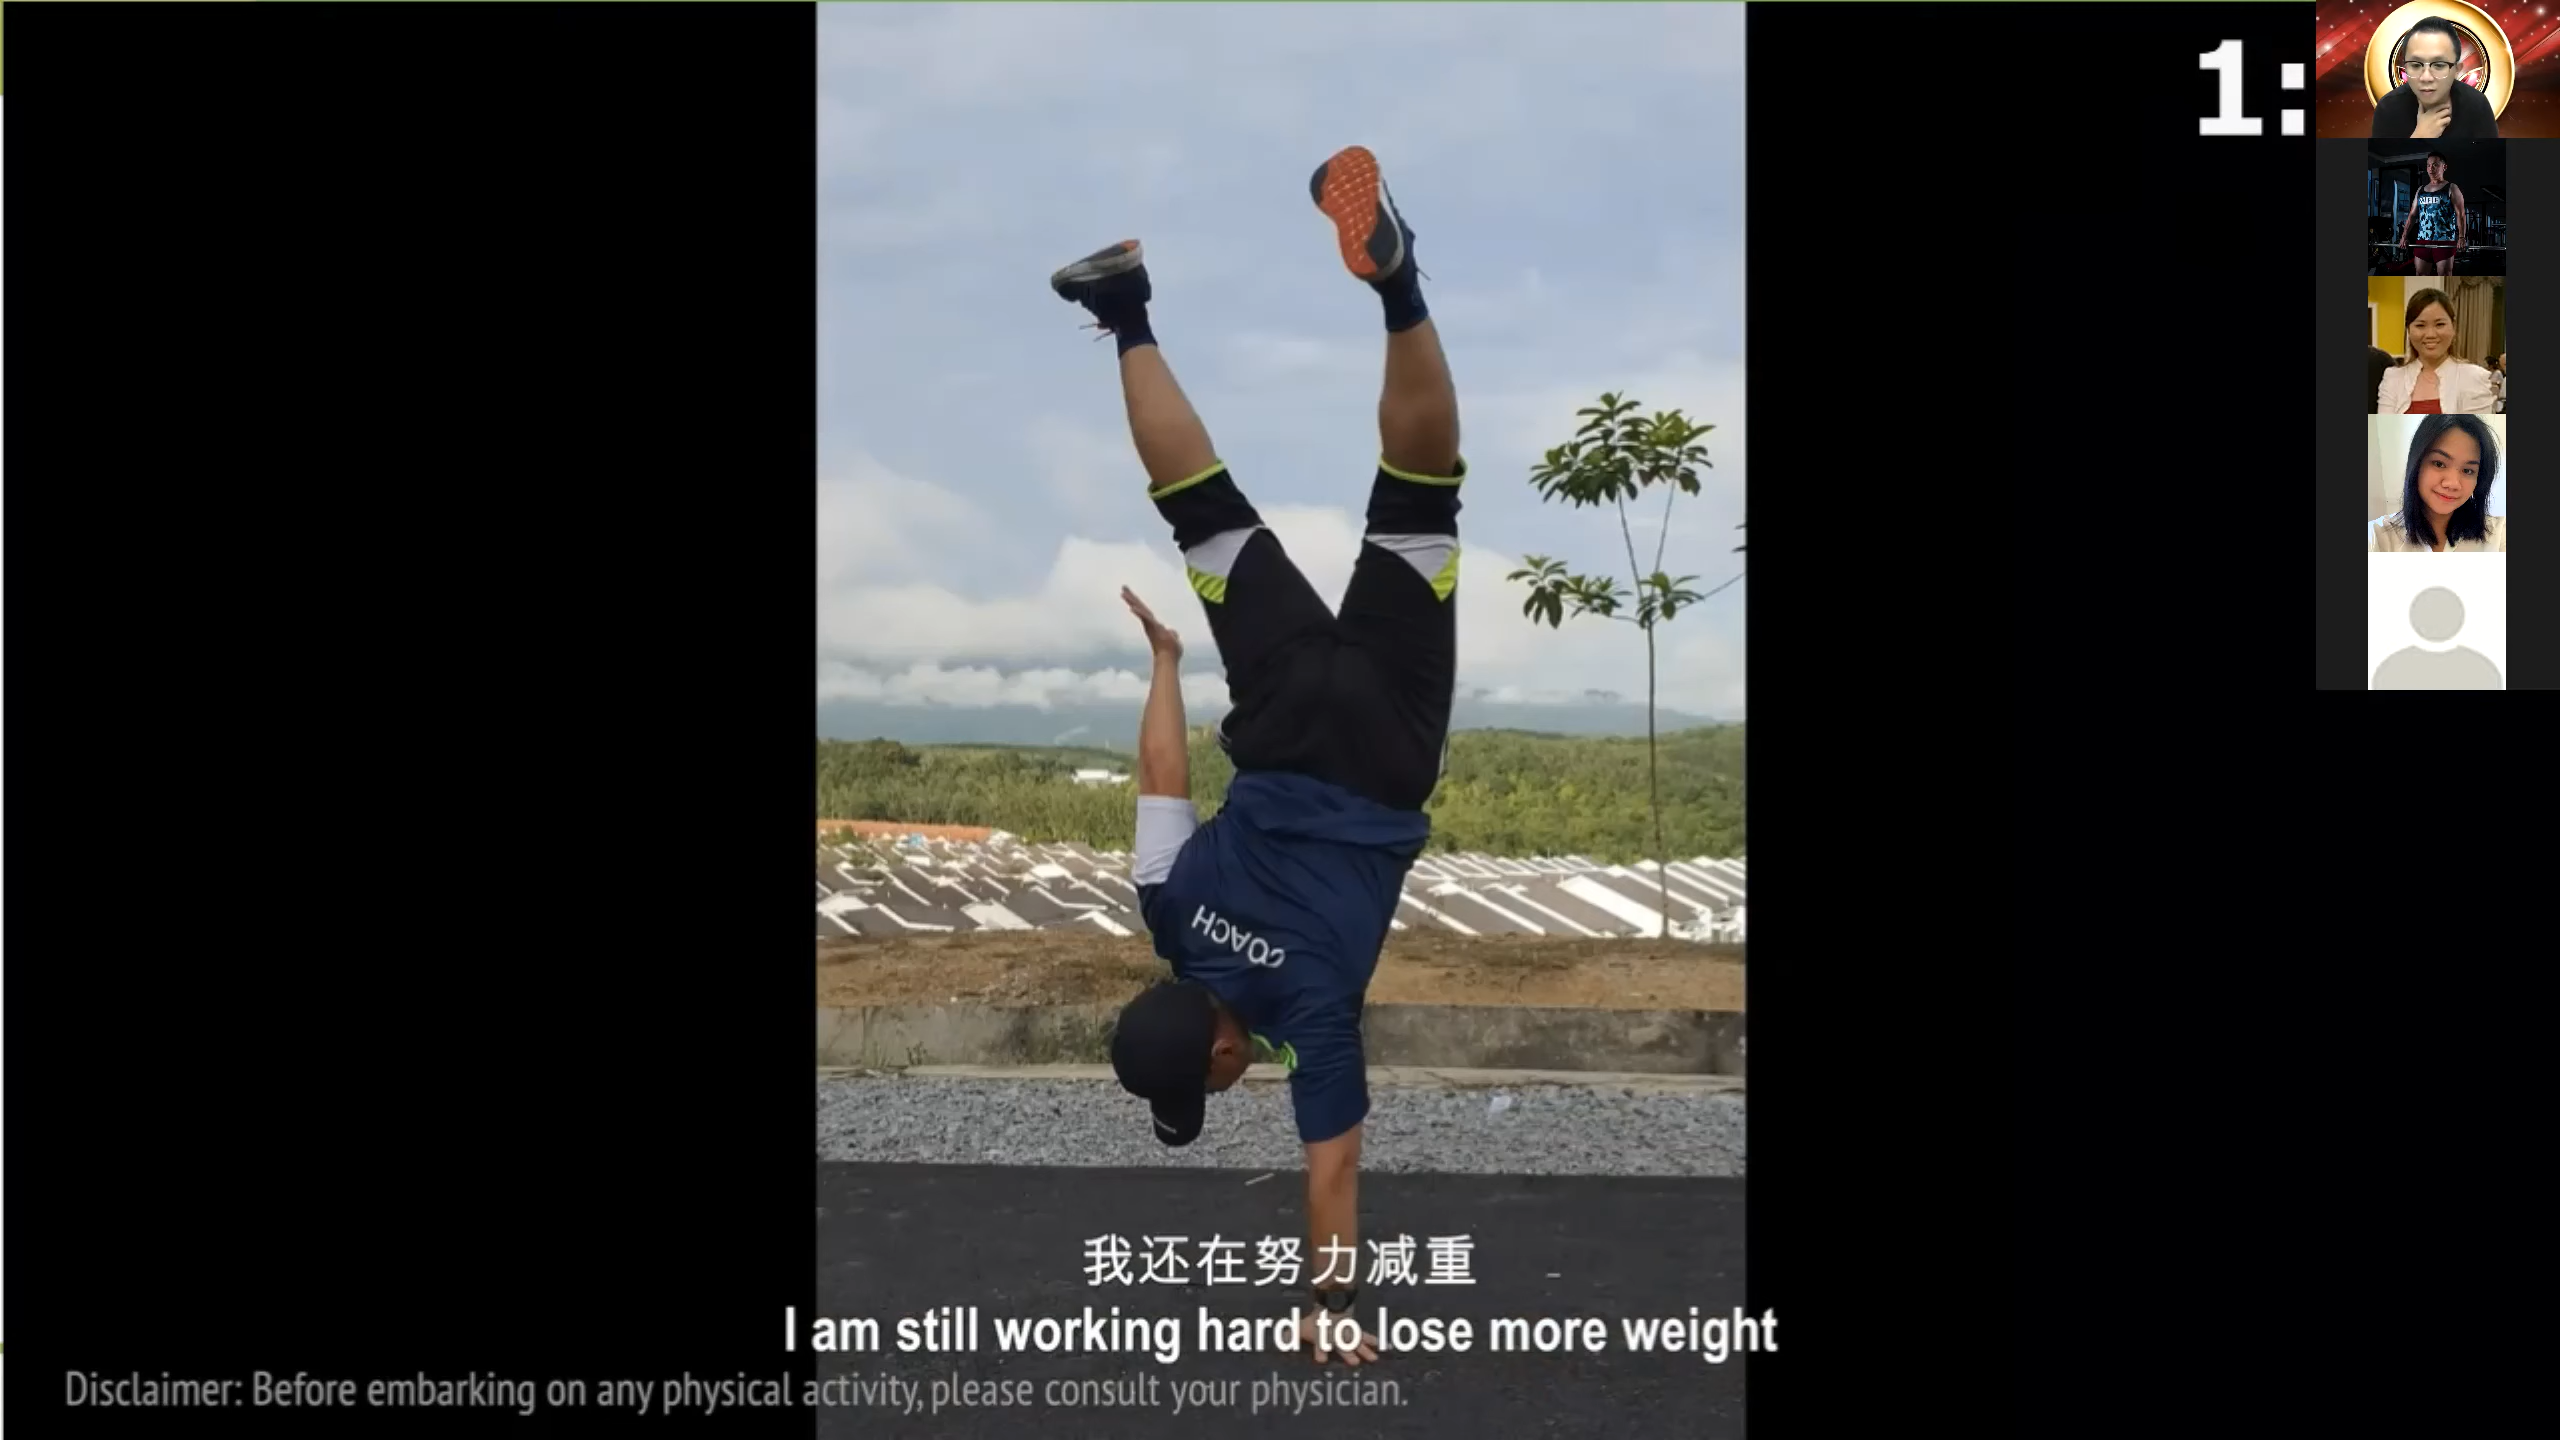 1:
COACH
我还在努力减重
I am still working hard to lose more weight
Disclaimer: Before embarking on any physical activity, please consult your physician.